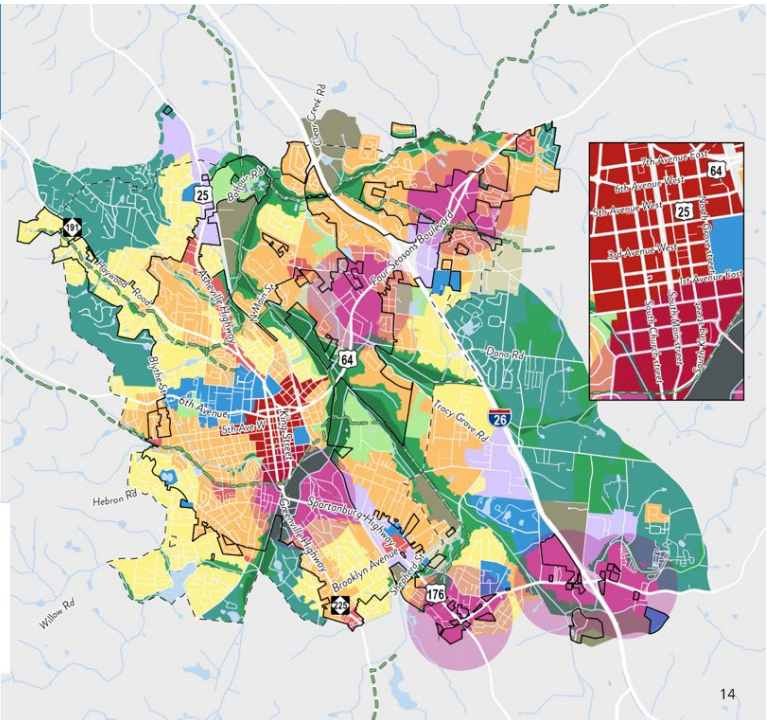 Clear Creek Rd
Balfour Rd
25
191
Haywood Road
Asheville Highway
N Main St
Four Seasons Boulevard
64
Dana Rd
Blythe St
6th Avenue
5th Ave W
King Street
Tracy Grove Rd
26
Hebron Rd
Spartanburg Highway
Greenville Highway
Brooklyn Avenue
Shepherd St
176
225
Willow Rd
7th Avenue East
64
6th Avenue West
5th Avenue West
25
North Grove Street
3rd Avenue West
1st Avenue East
South Church Street
South Main Street
14